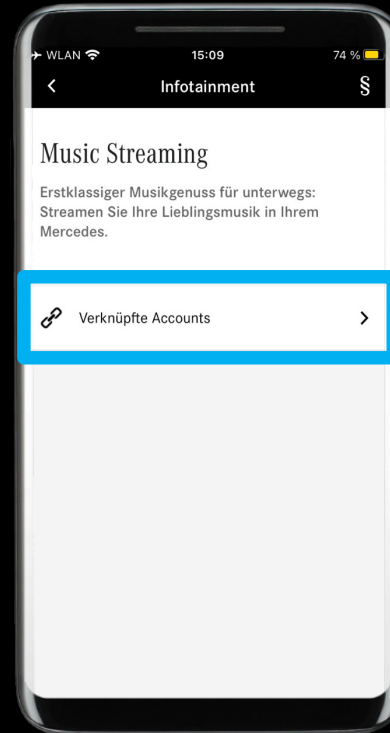 WLAN 15:09 74 %
Infotainment §
Music Streaming
Erstklassiger Musikgenuss für unterwegs:
Streamen Sie Ihre Lieblingsmusik in Ihrem
Mercedes.
Verknüpfte Accounts